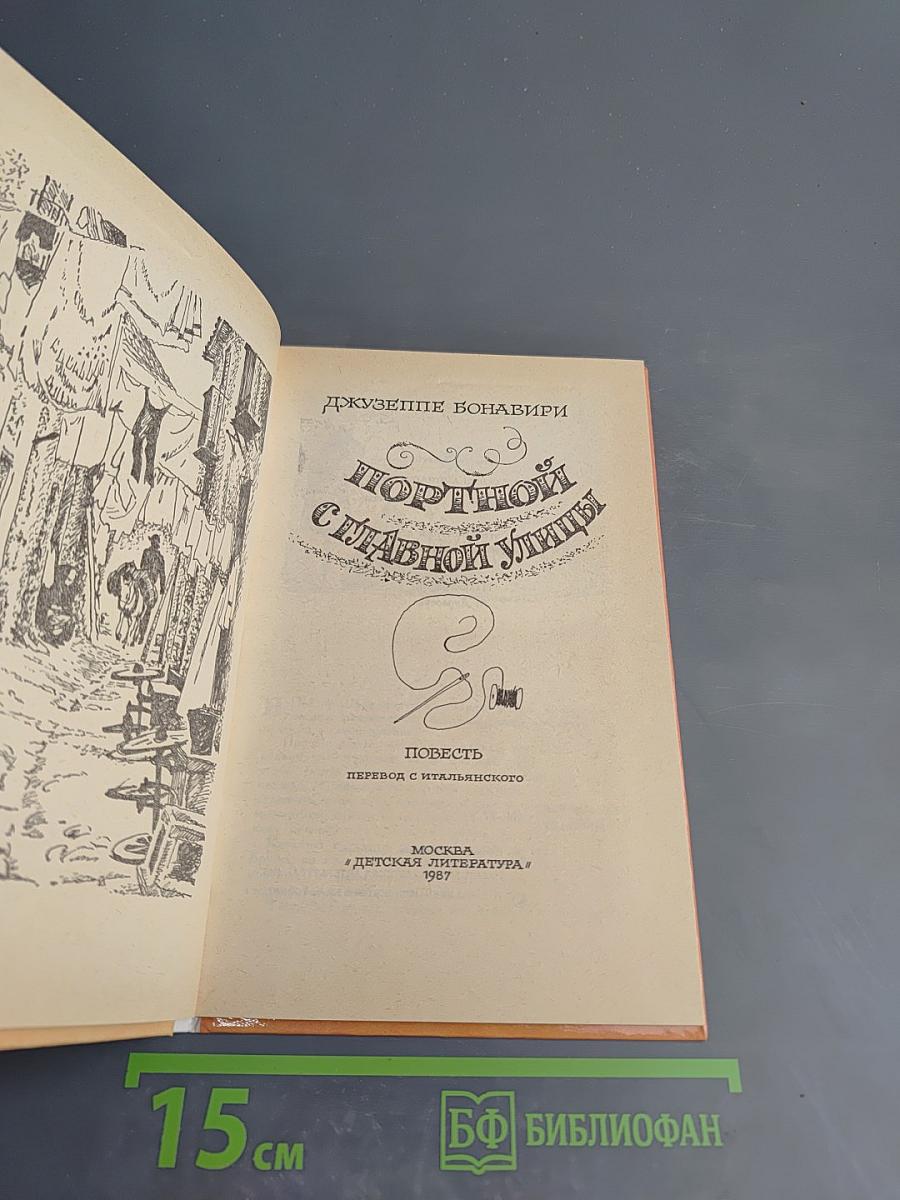 ДЖУЗЕППЕ БОНАВИРИ
ПОРТНОЙ
С ГЛАВНОЙ УЛИЦЫ
ПОВЕСТЬ
ПЕРЕВОД С ИТАЛЬЯНСКОГО
МОСКВА
"ДЕТСКАЯ ЛИТЕРАТУРА"
1987
15 см
БФ БИБЛИОФАН